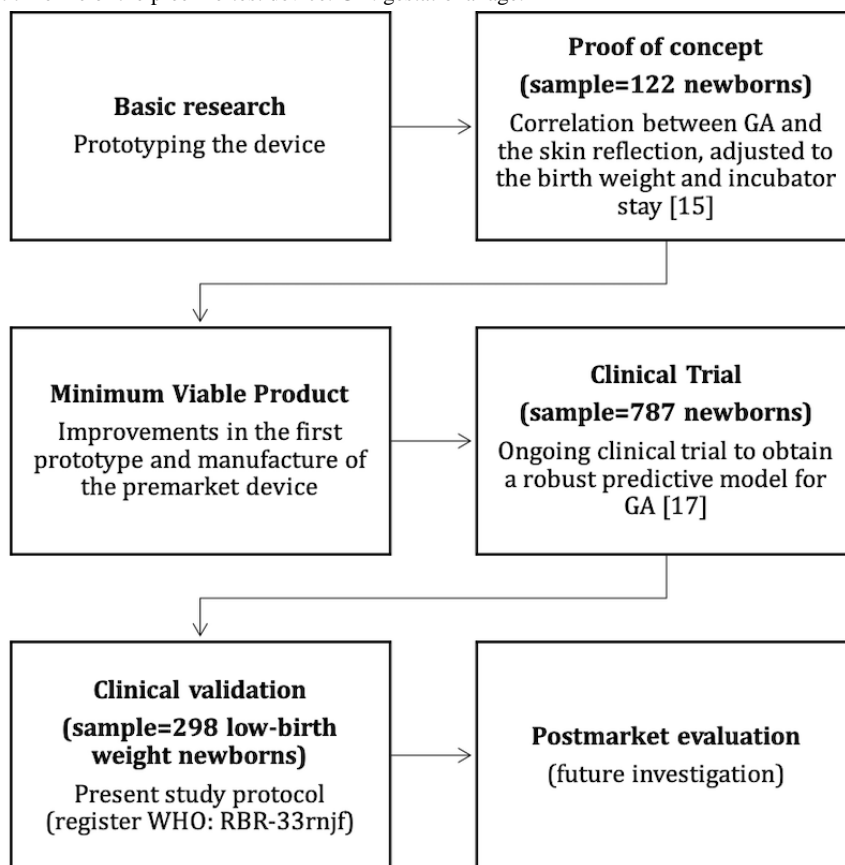 Basic research
Prototyping the device
Proof of concept
(sample=122 newborns)
Correlation between GA and
the skin reflection, adjusted to
the birth weight and incubator
stay [15]
Minimum Viable Product
Improvements in the first
prototype and manufacture of
the premarket device
Clinical Trial
(sample=787 newborns)
Ongoing clinical trial to obtain
a robust predictive model for
GA [17]
Clinical validation
(sample=298 low-birth
weight newborns)
Present study protocol
(register WHO: RBR-33rnjf)
Postmarket evaluation
(future investigation)